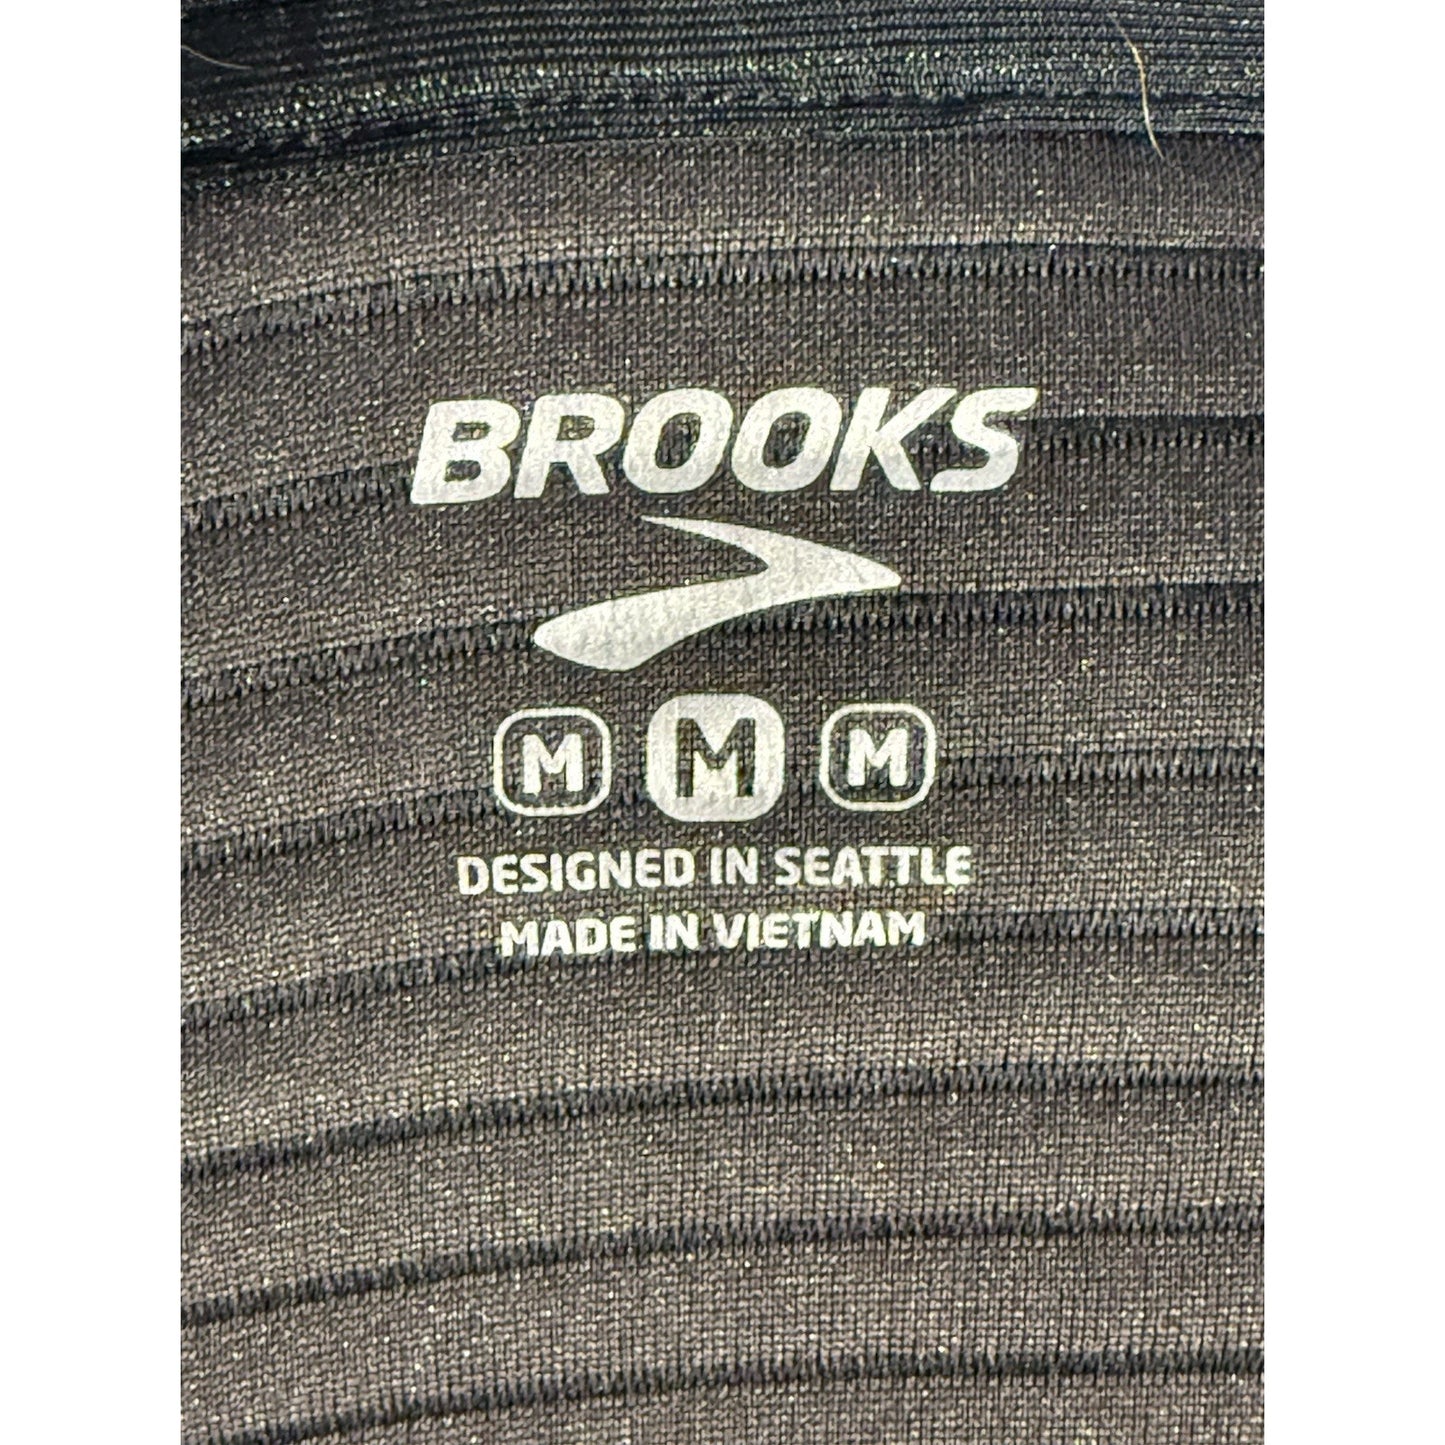 BROOKS
M M M
DESIGNED IN SEATTLE
MADE IN VIETNAM